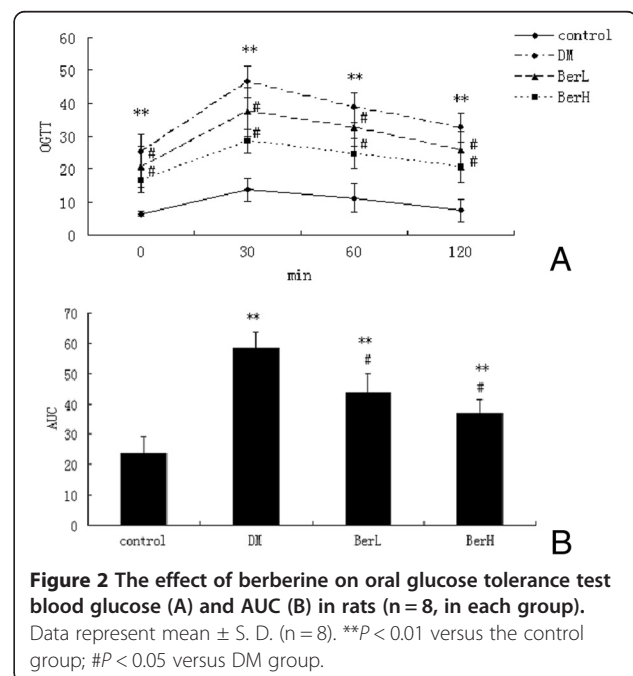 control
DM
BerL
BerH
60
50
40
30
20
10
0
OGTT
**
**
**
**
#
#
#
#
#
#
#
#
0
30
60
120
min
A
70
60
50
40
30
20
10
0
AUC
**
**
#
**
#
control
DM
BerL
BerH
B
Figure 2 The effect of berberine on oral glucose tolerance test
blood glucose (A) and AUC (B) in rats (n = 8, in each group).
Data represent mean ± S. D. (n = 8). **P < 0.01 versus the control
group; #P < 0.05 versus DM group.